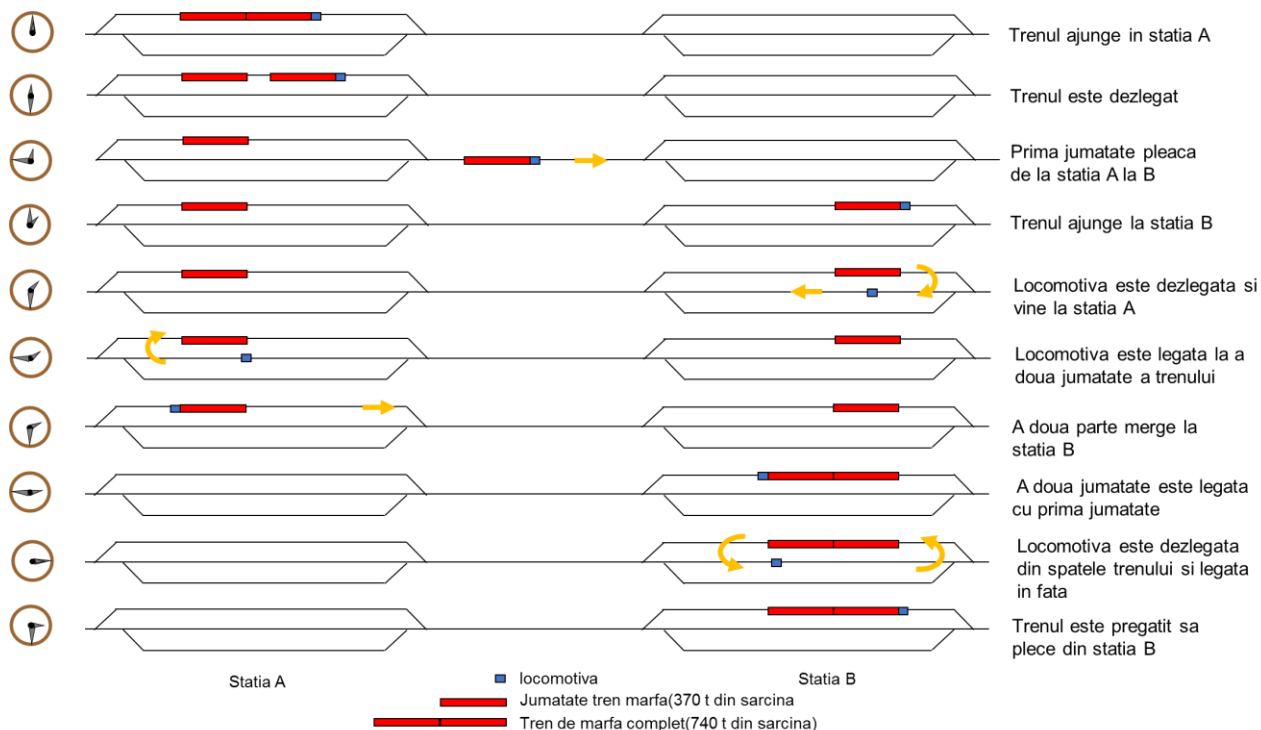 Trenul ajunge in statia A
Trenul este dezlegat
Prima jumatate pleaca
de la statia A la B
Trenul ajunge la statia B
Locomotiva este dezlegata si
vine la statia A
Locomotiva este legata la a
doua jumatate a trenului
A doua parte merge la
statia B
A doua jumatate este legata
cu prima jumatate
Locomotiva este dezlegata
din spatele trenului si legata
in fata
Trenul este pregatit sa
plece din statia B
Statia A
locomotiva
Statia B
Jumatate tren marfa(370 t din sarcina
Tren de marfa complet(740 t din sarcina)